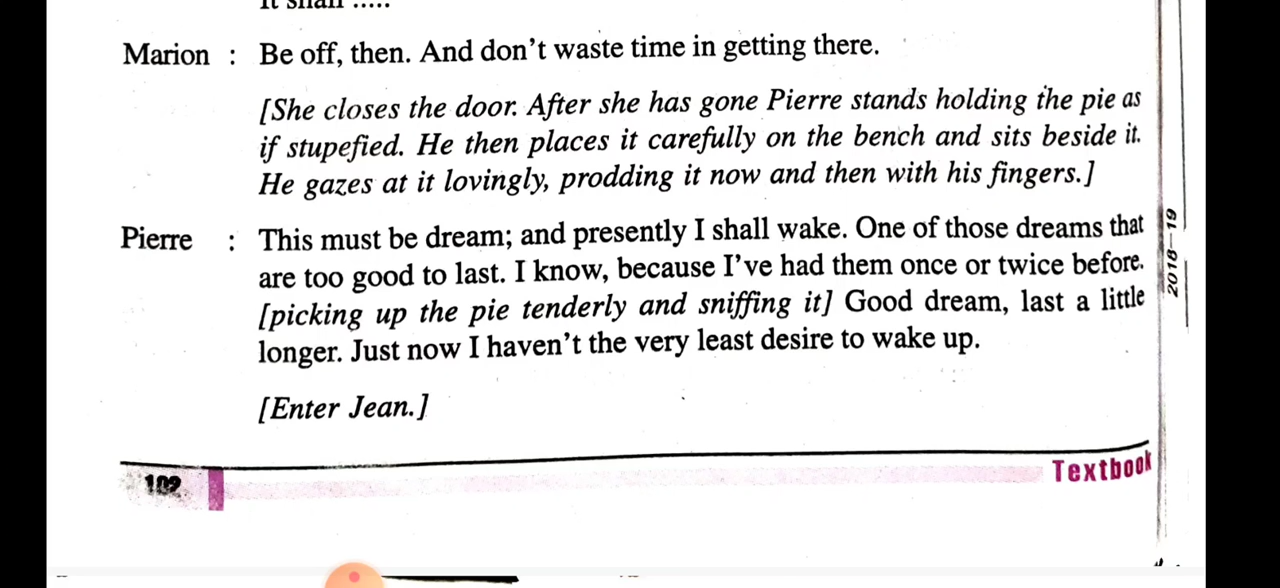 It shall .....
Marion : Be off, then. And don't waste time in getting there.
[She closes the door. After she has gone Pierre stands holding the pie as
if stupefied. He then places it carefully on the bench and sits beside it.
He gazes at it lovingly, prodding it now and then with his fingers.]
Pierre : This must be dream; and presently I shall wake. One of those dreams that
are too good to last. I know, because I've had them once or twice before.
[picking up the pie tenderly and sniffing it] Good dream, last a little
longer. Just now I haven't the very least desire to wake up.
[Enter Jean.]
102
Textbook
2018–19